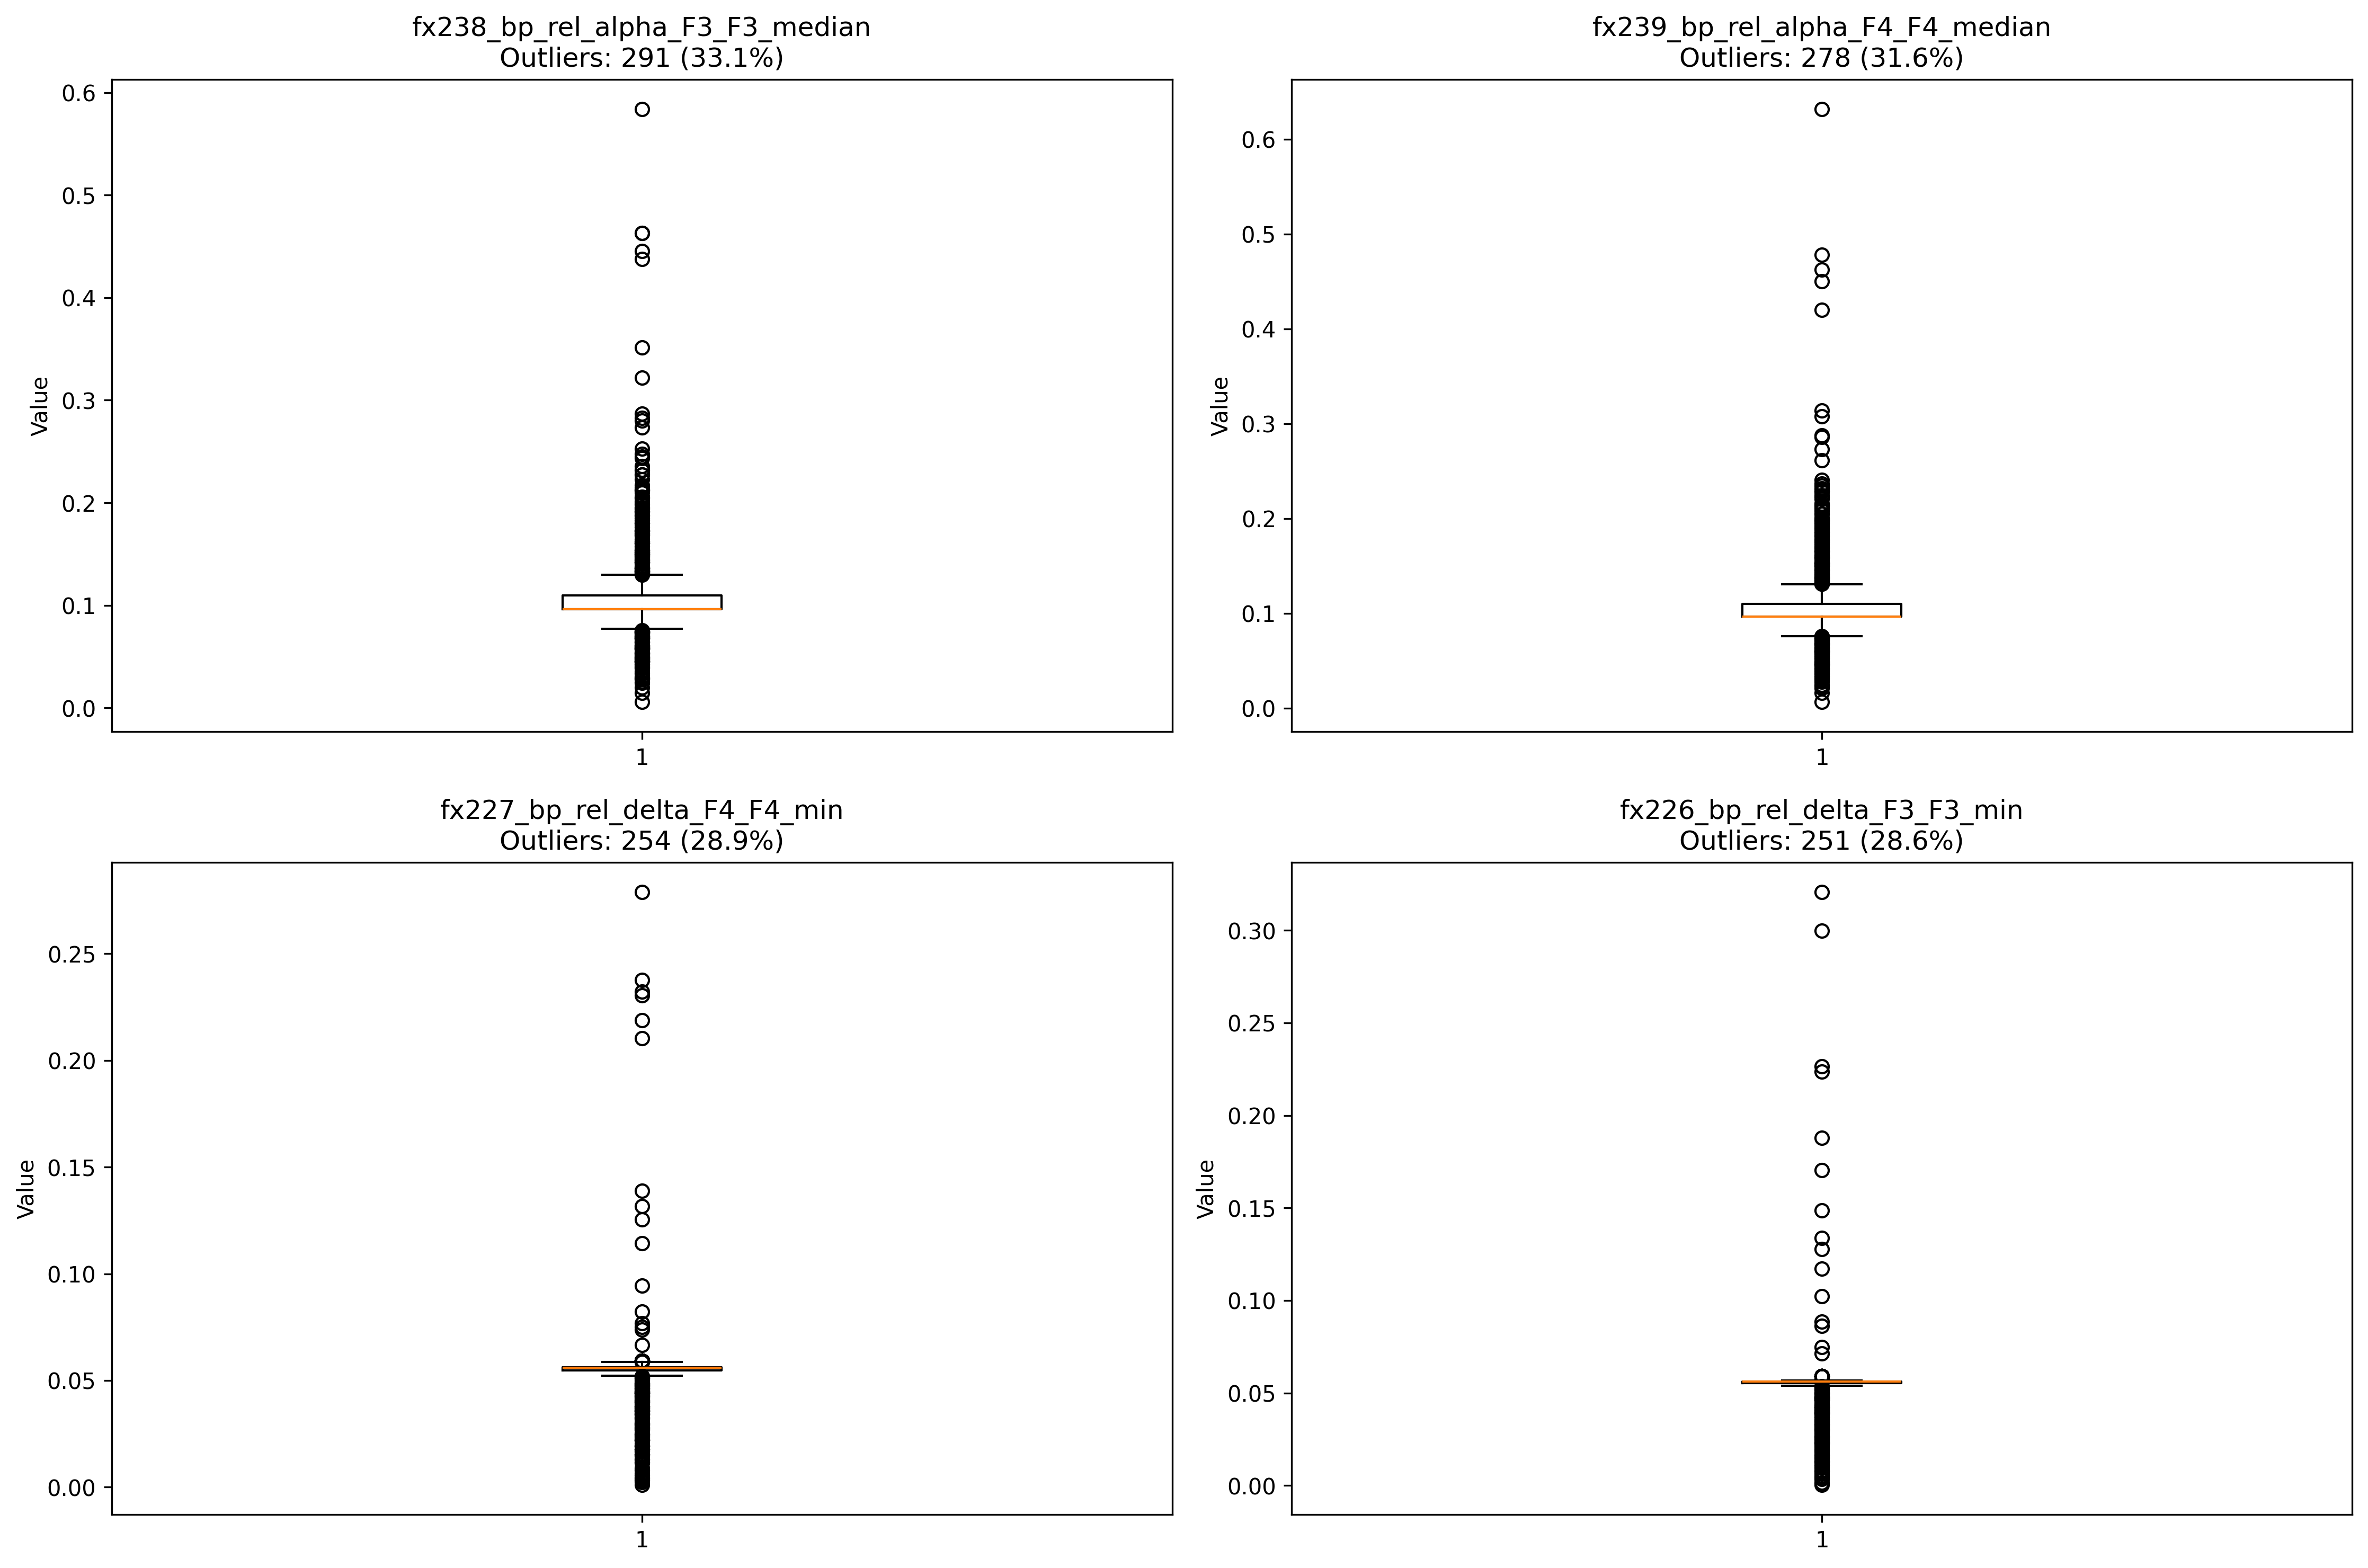 fx238_bp_rel_alpha_F3_F3_median
Outliers: 291 (33.1%)
0.6
0.5
0.4
0.3
0.2
0.1
0.0
Value
1
fx239_bp_rel_alpha_F4_F4_median
Outliers: 278 (31.6%)
0.6
0.5
0.4
0.3
0.2
0.1
0.0
Value
1
fx227_bp_rel_delta_F4_F4_min
Outliers: 254 (28.9%)
0.25
0.20
0.15
0.10
0.05
0.00
Value
1
fx226_bp_rel_delta_F3_F3_min
Outliers: 251 (28.6%)
0.30
0.25
0.20
0.15
0.10
0.05
0.00
Value
1